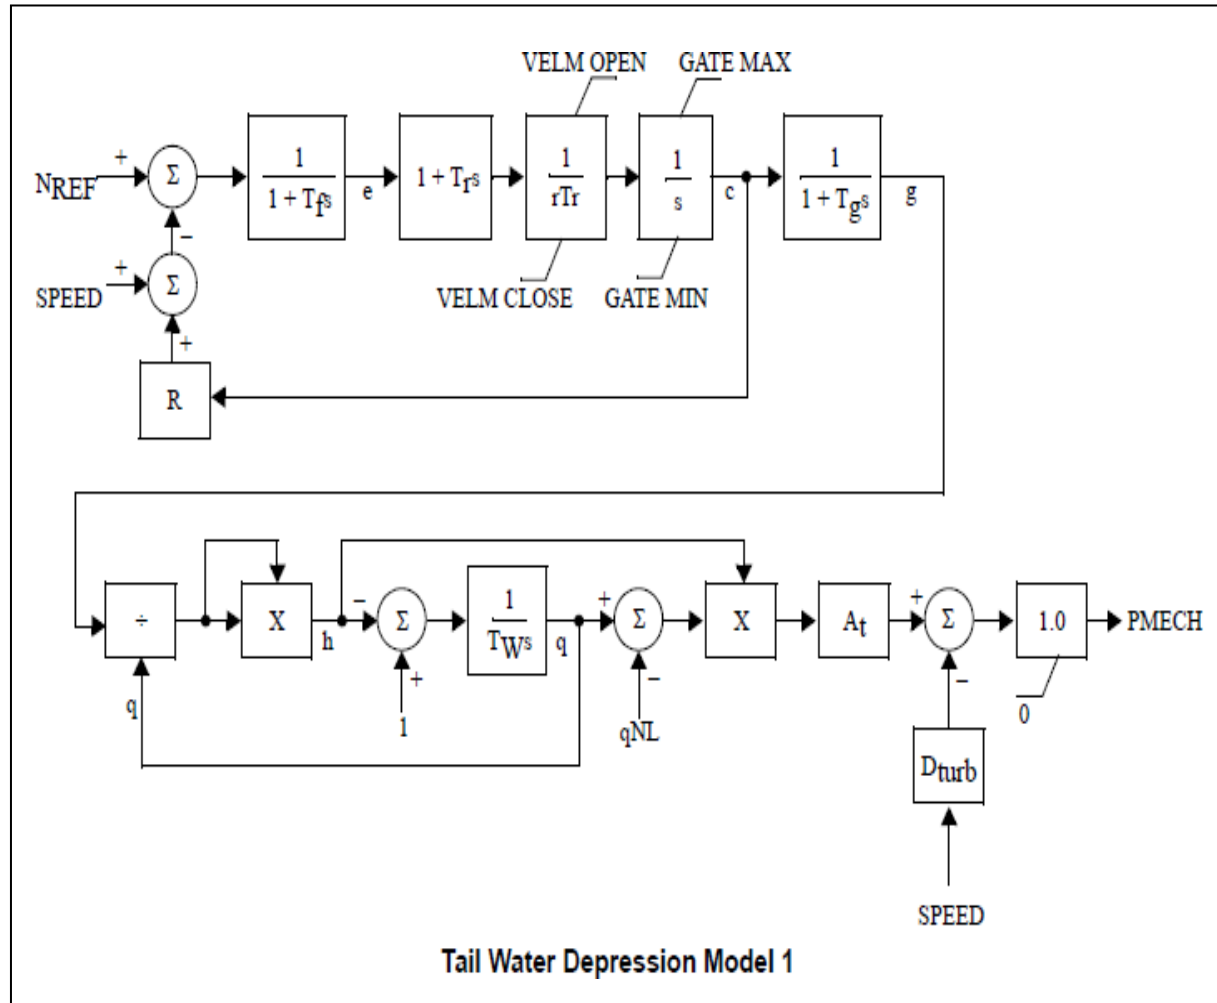 VELM OPEN GATE MAX
NREF + Σ 1 / 1 + Tfs e 1 + Trs 1 / rTr 1 / s c 1 / 1 + Tgs g
−
SPEED + Σ VELM CLOSE GATE MIN
+
R
÷ X h − Σ 1 / TWs q + Σ X At + Σ 1.0 PMECH
q + − − 0
1 qNL
Dturb
SPEED
Tail Water Depression Model 1